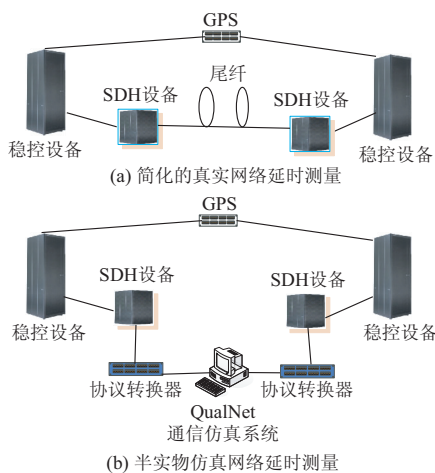 GPS
尾纤
SDH设备
SDH设备
稳控设备
稳控设备
(a) 简化的真实网络延时测量
GPS
SDH设备
SDH设备
稳控设备
稳控设备
协议转换器
协议转换器
QualNet
通信仿真系统
(b) 半实物仿真网络延时测量